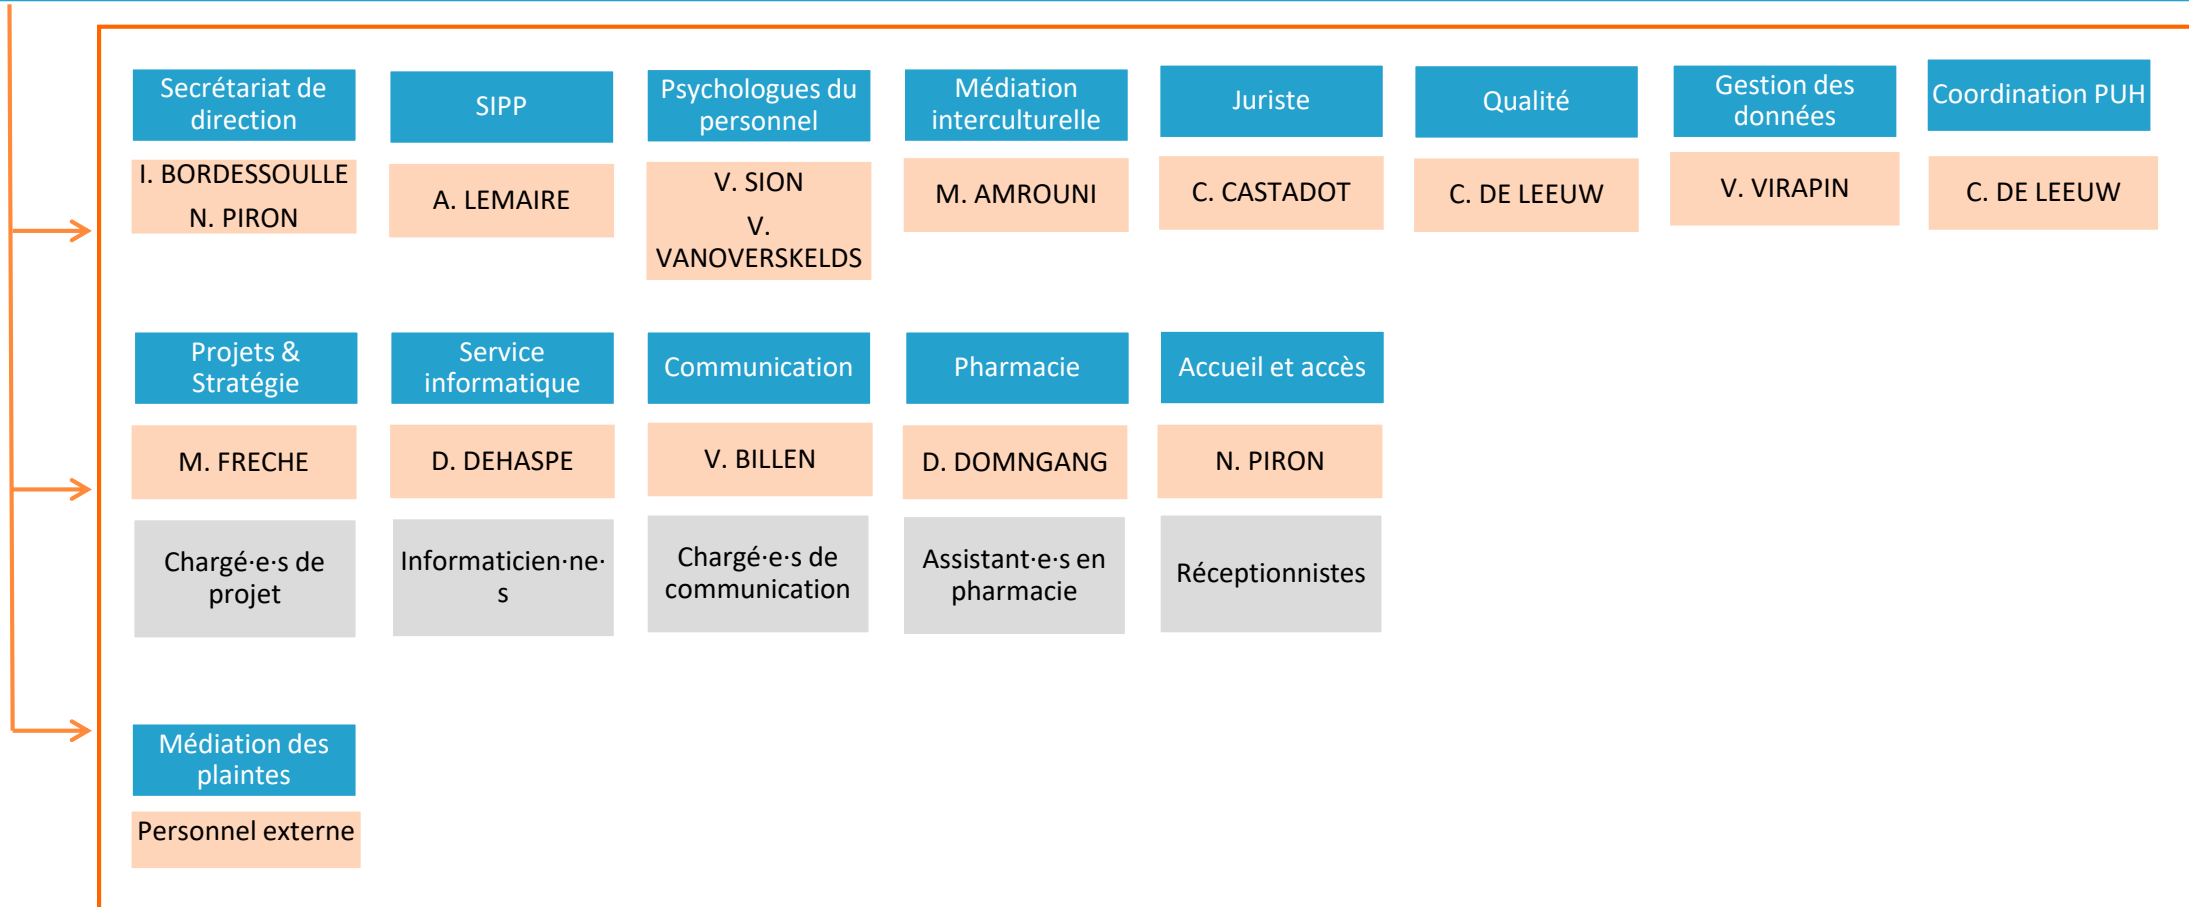 Secrétariat de
direction
I. BORDESSOULLE
N. PIRON
SIPP
A. LEMAIRE
Psychologues du
personnel
V. SION
V.
VANOVERSKELDS
Médiation
interculturelle
M. AMROUNI
Juriste
C. CASTADOT
Qualité
C. DE LEEUW
Gestion des
données
V. VIRAPIN
Coordination PUH
C. DE LEEUW
Projets &
Stratégie
M. FRECHE
Chargé·e·s de
projet
Service
informatique
D. DEHASPE
Informaticien·ne·
s
Communication
V. BILLEN
Chargé·e·s de
communication
Pharmacie
D. DOMNGANG
Assistant·e·s en
pharmacie
Accueil et accès
N. PIRON
Réceptionnistes
Médiation des
plaintes
Personnel externe